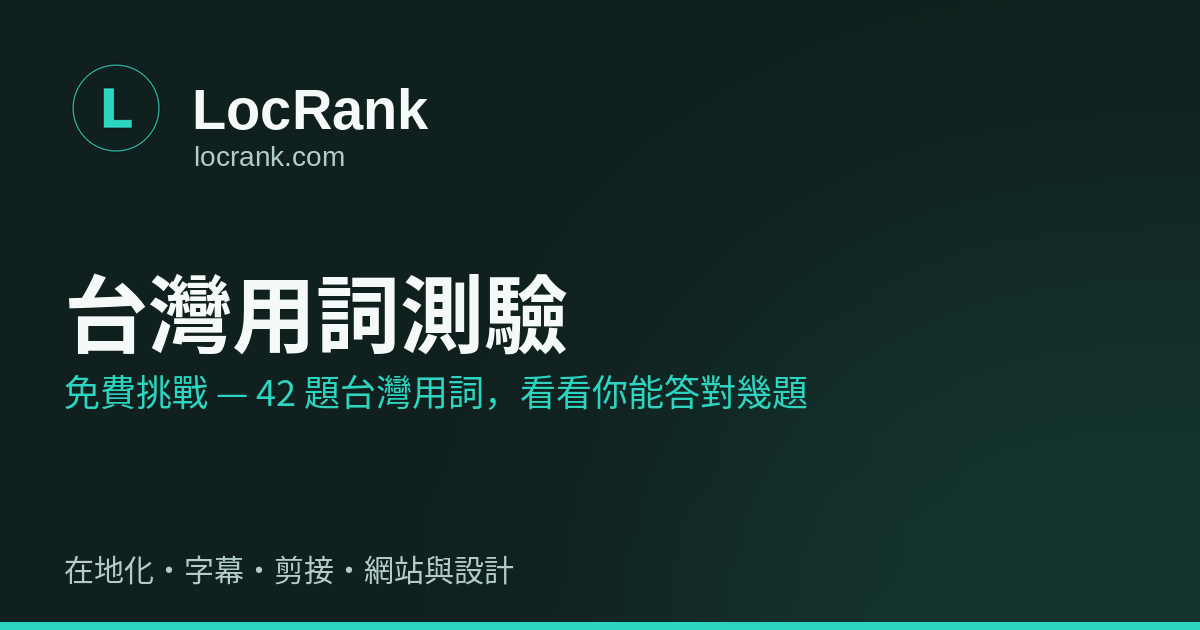 L
LocRank
locrank.com
台灣用詞測驗
免費挑戰 — 42 題台灣用詞，看看你能答對幾題
在地化・字幕・剪接・網站與設計